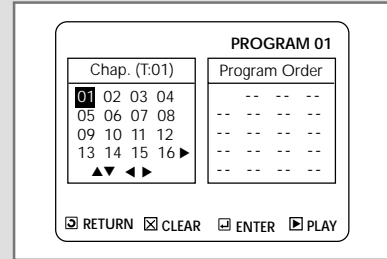 PROGRAM 01
Chap. (T:01)
01 02 03 04
05 06 07 08
09 10 11 12
13 14 15 16 ►
▲▼ ◄ ►
Program Order
-- -- --
-- -- -- --
-- -- -- --
-- -- -- --
-- -- -- --
RETURN CLEAR ENTER PLAY